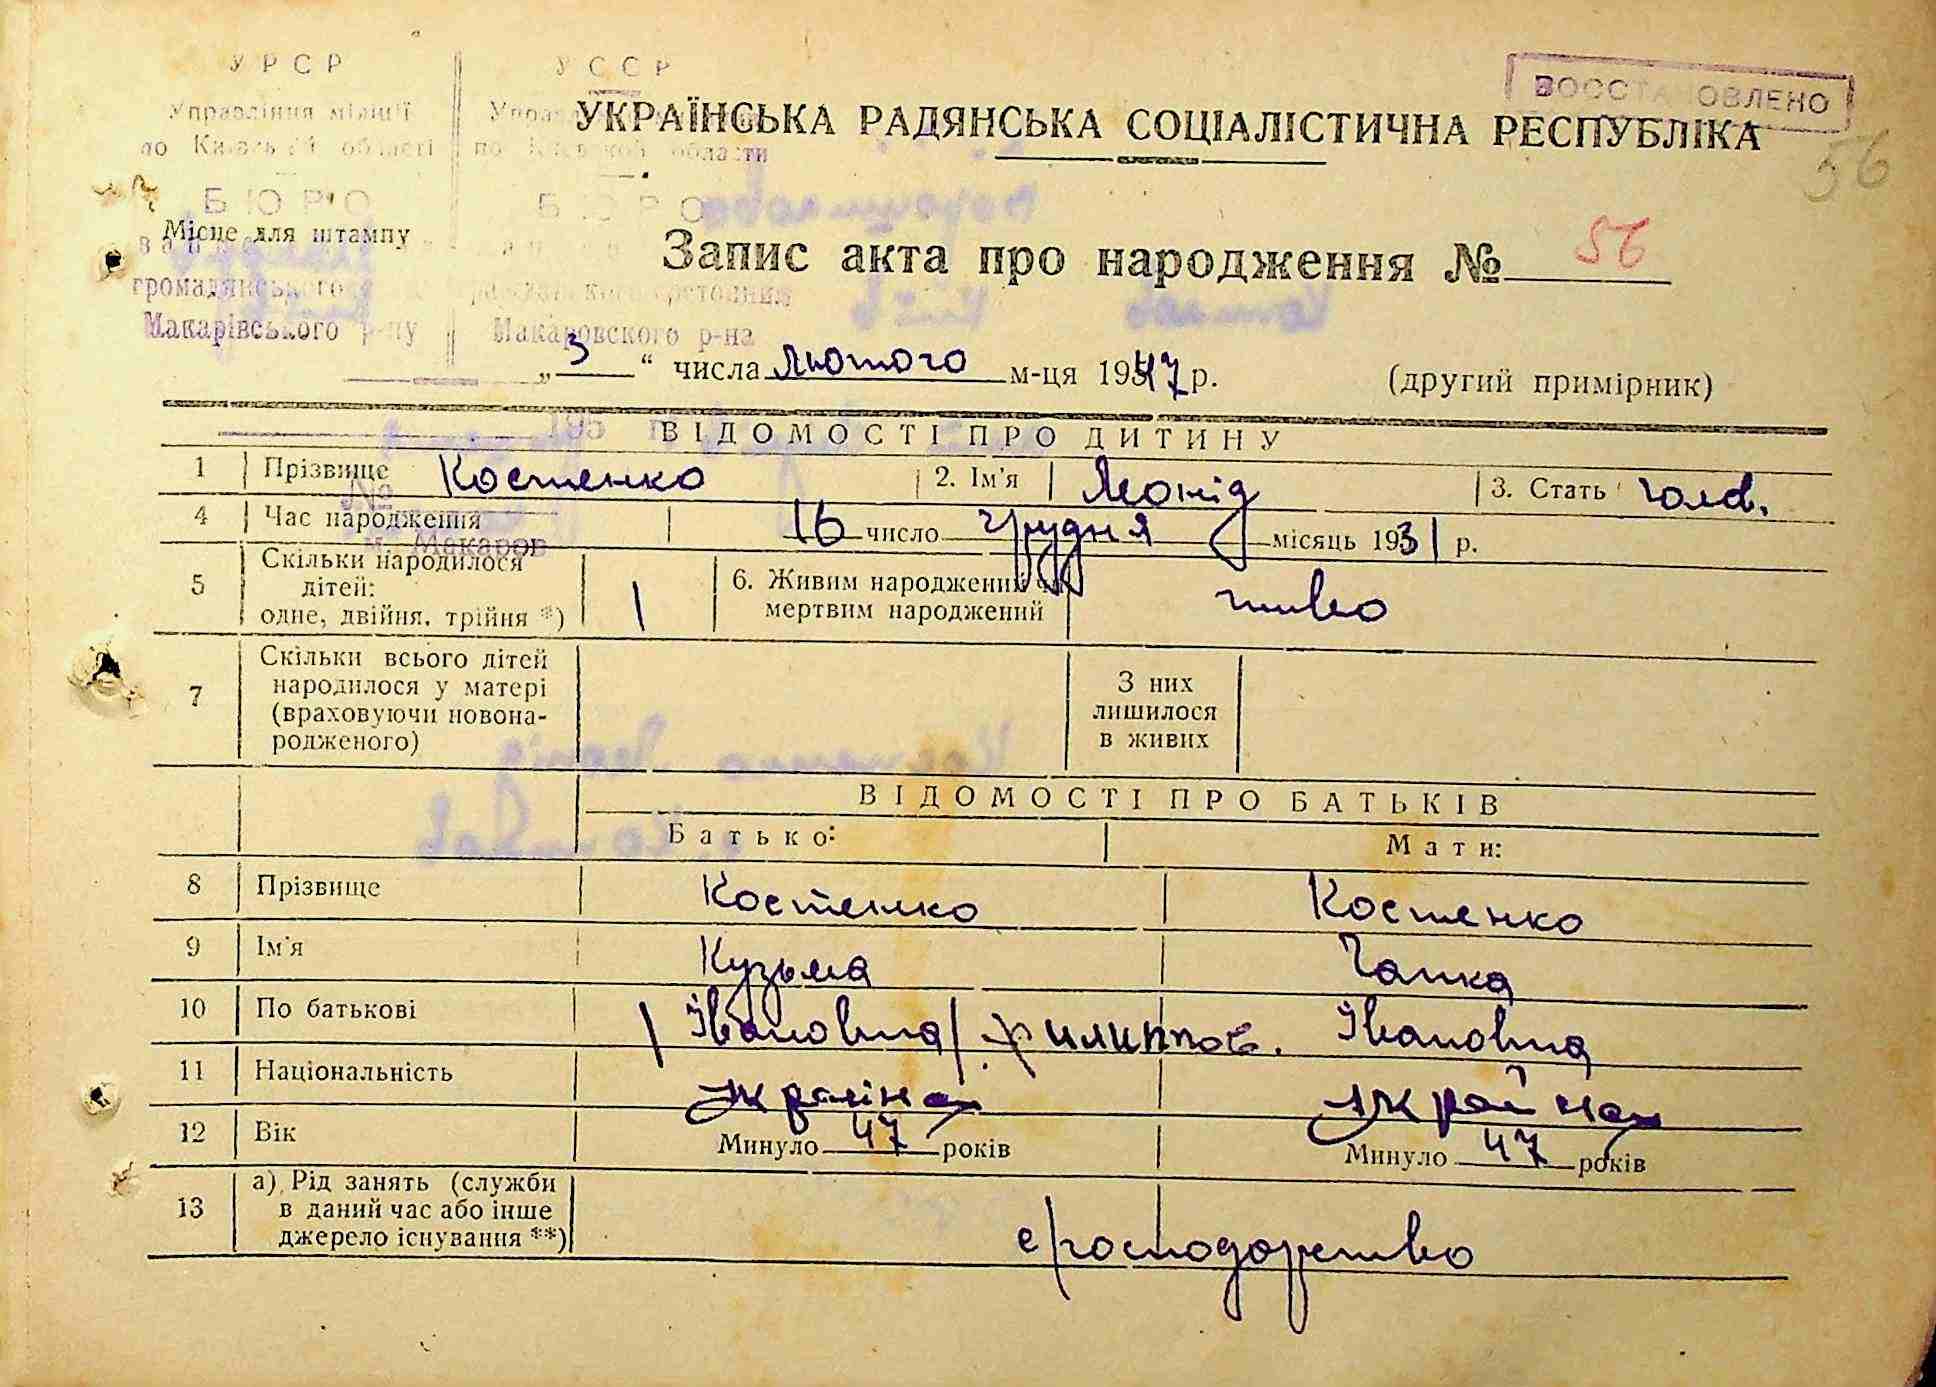 УРСР УССР
Управління міліції
по Київській області по Киевской области
БЮРО БЮРО
Макарівського р-ну Макаровского р-на
м. Макаров
ВОССТАНОВЛЕНО
56
УКРАЇНСЬКА РАДЯНСЬКА СОЦІАЛІСТИЧНА РЕСПУБЛІКА
Місце для штампу
Запис акта про народження № 56
„3“ числа Лютого м-ця 1947 р. (другий примірник)
ВІДОМОСТІ ПРО ДИТИНУ
1 Прізвище Костенко 2. Ім'я Леонід 3. Стать чолов.
4 Час народження 16 число грудня місяць 1931 р.
5 Скільки народилося дітей: одне, двійня, трійня *) 1 6. Живим народжений чи мертвим народжений живо
7 Скільки всього дітей народилося у матері (враховуючи новонародженого) З них лишилося в живих
ВІДОМОСТІ ПРО БАТЬКІВ
Батько: Мати:
8 Прізвище Костенко Костенко
9 Ім'я Кузьма Ганна
10 По батькові / Івановича / Филиппов. Івановна
11 Національність україн українка
12 Вік Минуло 47 років Минуло 47 років
13 а) Рід занять (служби в даний час або інше джерело існування **) с/господарство